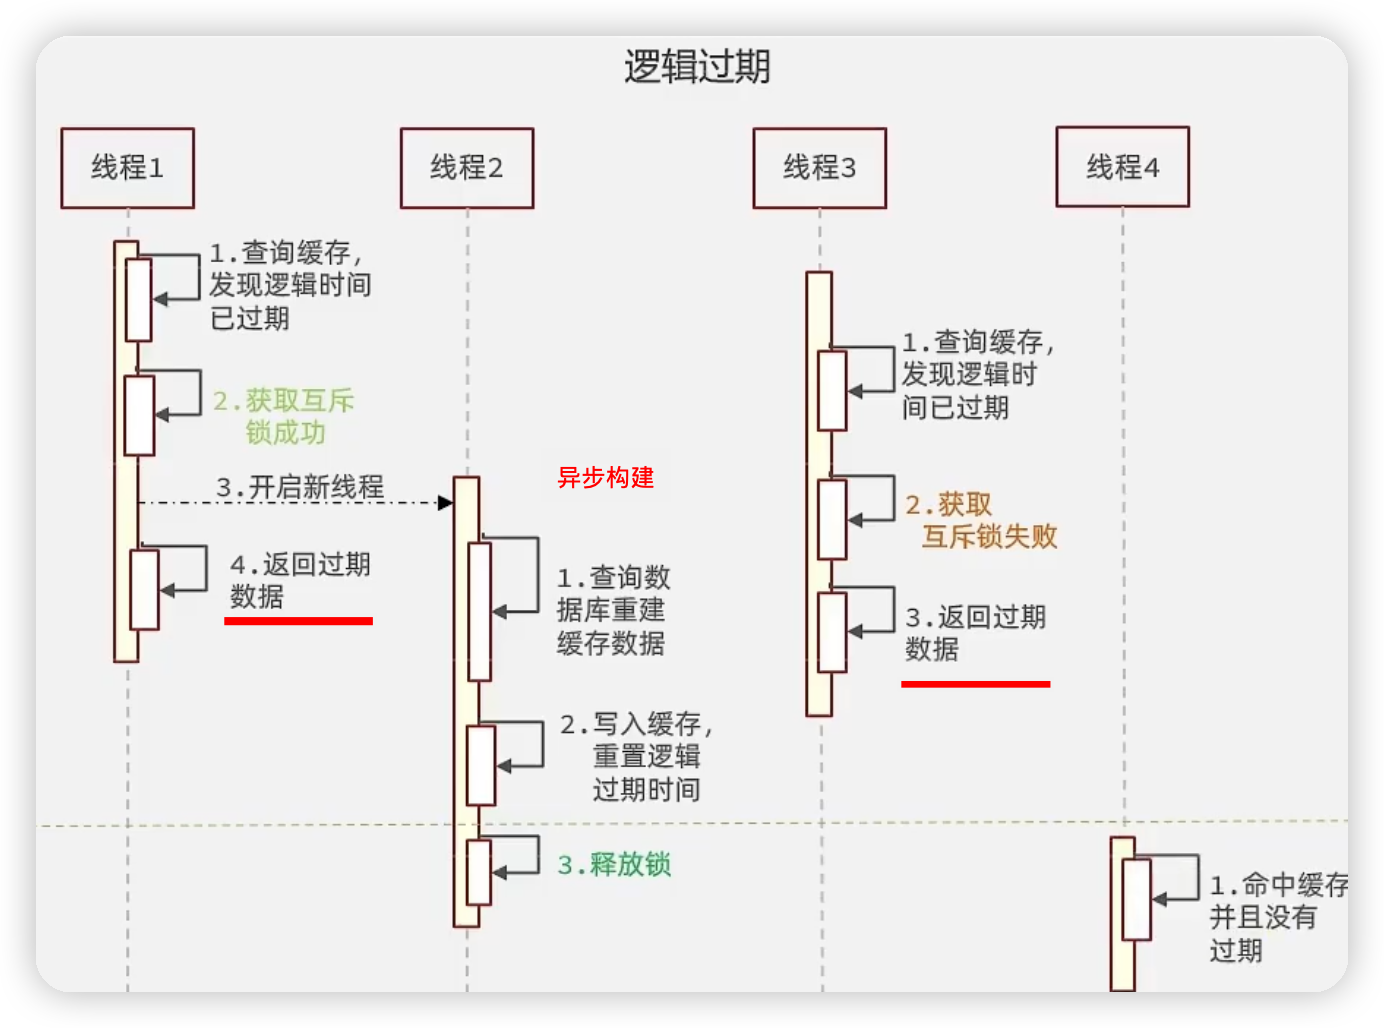 逻辑过期
线程1
线程2
线程3
线程4
1.查询缓存,
发现逻辑时间
已过期
2.获取互斥
锁成功
3.开启新线程
4.返回过期
数据
异步构建
1.查询数
据库重建
缓存数据
2.写入缓存,
重置逻辑
过期时间
3.释放锁
1.查询缓存,
发现逻辑时
间已过期
2.获取
互斥锁失败
3.返回过期
数据
1.命中缓存
并且没有
过期